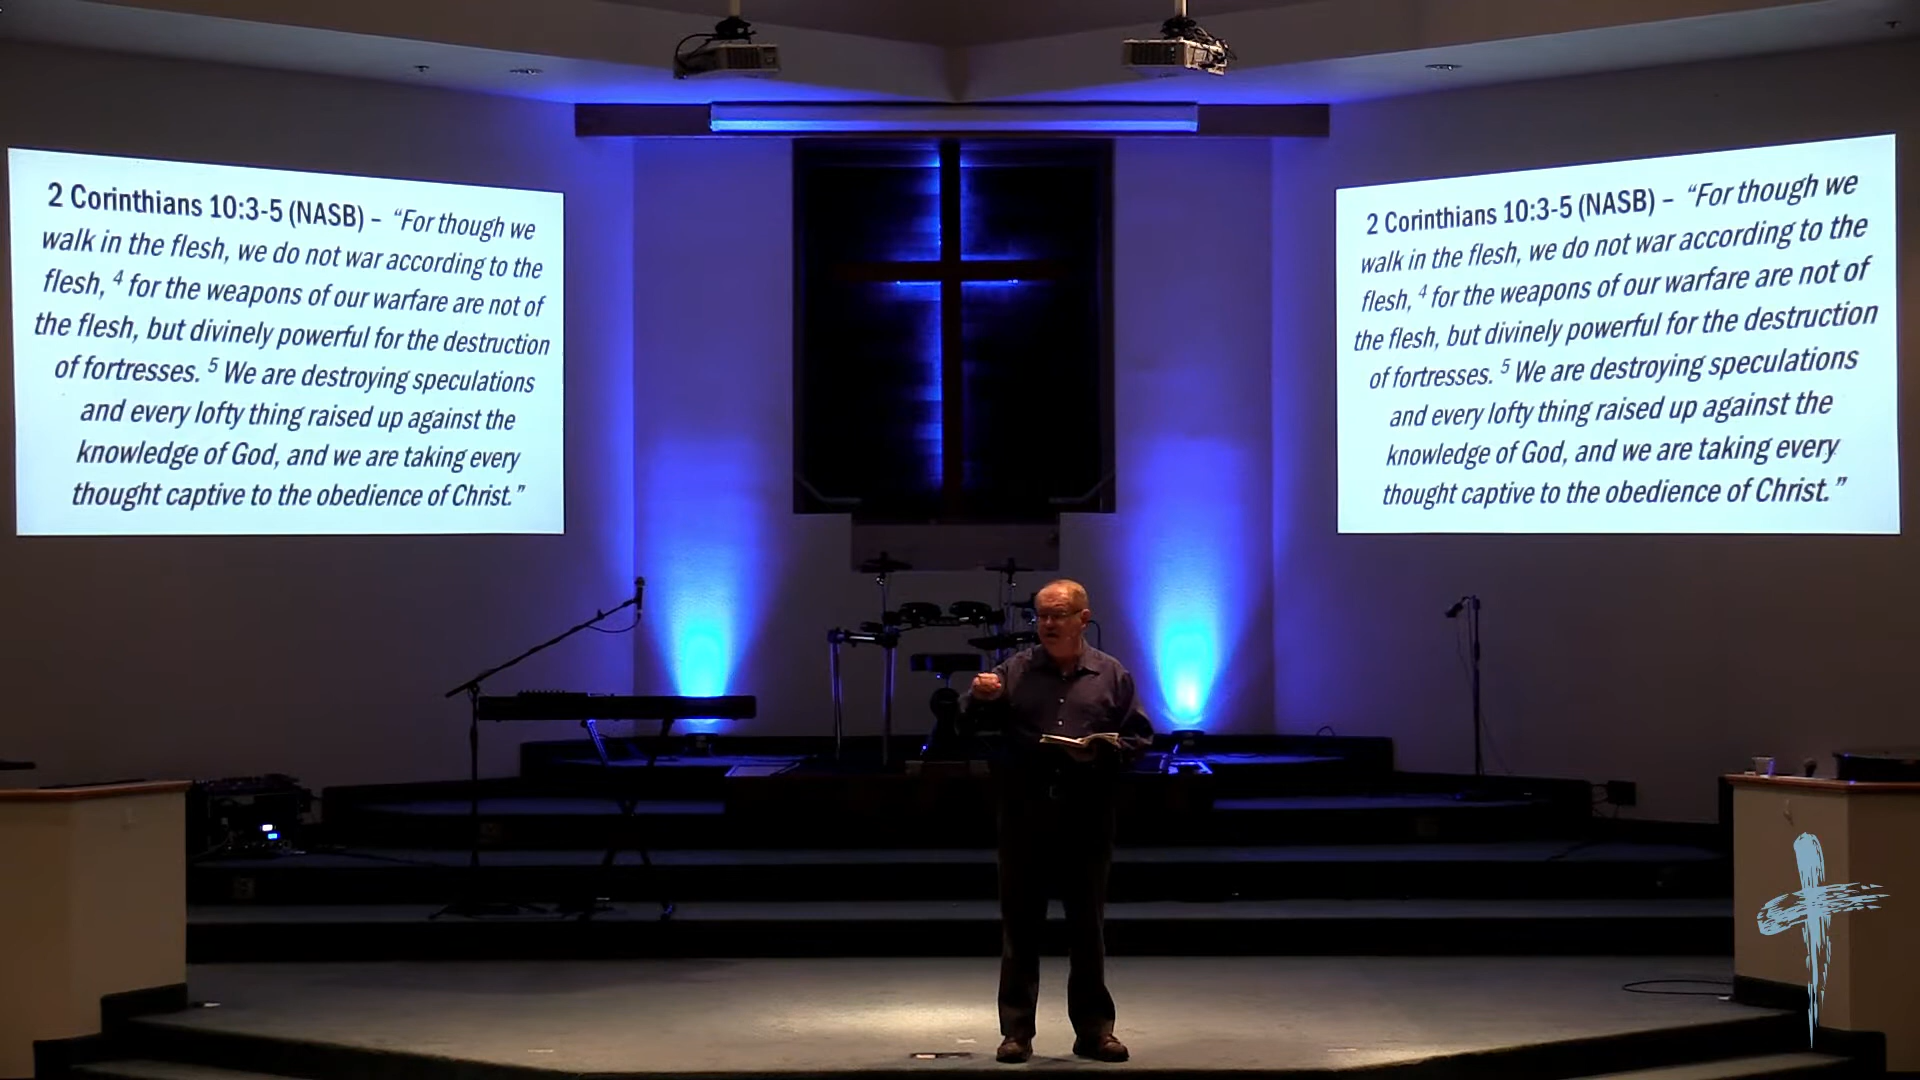 2 Corinthians 10:3-5 (NASB) – “For though we
walk in the flesh, we do not war according to the
flesh, 4 for the weapons of our warfare are not of
the flesh, but divinely powerful for the destruction
of fortresses. 5 We are destroying speculations
and every lofty thing raised up against the
knowledge of God, and we are taking every
thought captive to the obedience of Christ.”
2 Corinthians 10:3-5 (NASB) – “For though we
walk in the flesh, we do not war according to the
flesh, 4 for the weapons of our warfare are not of
the flesh, but divinely powerful for the destruction
of fortresses. 5 We are destroying speculations
and every lofty thing raised up against the
knowledge of God, and we are taking every
thought captive to the obedience of Christ.”